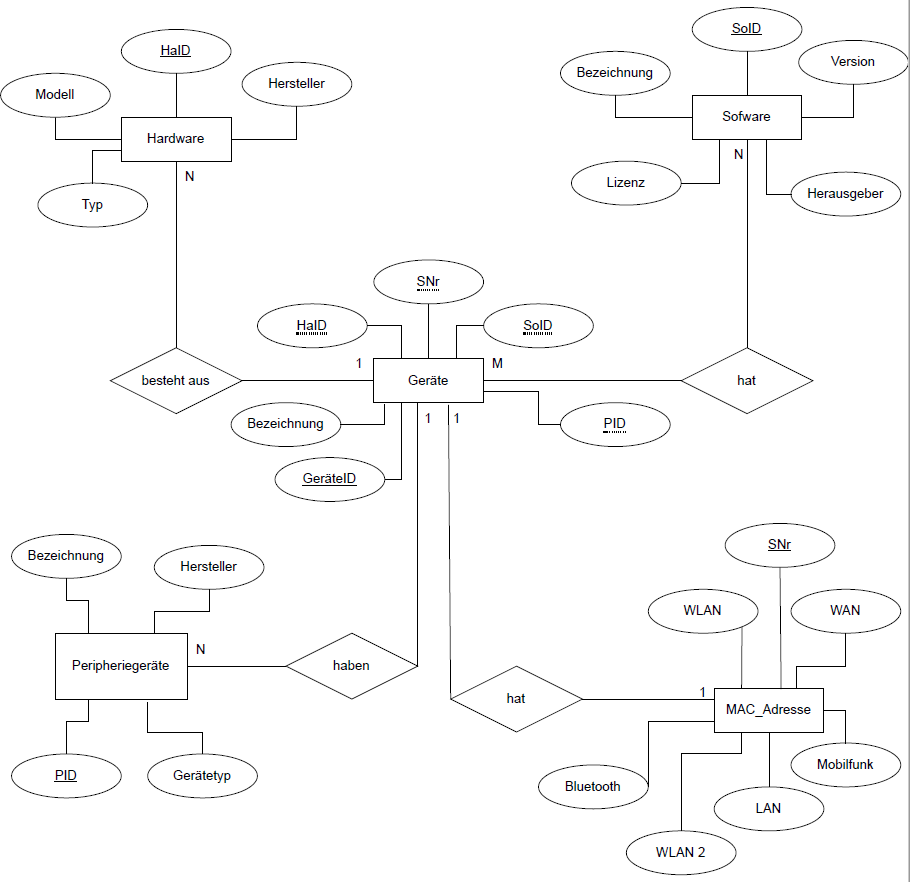 SoID
HaID
Version
Bezeichnung
Hersteller
Modell
Sofware
Hardware
N
N
Lizenz
Herausgeber
Typ
SNr
HaID
SoID
1
M
besteht aus
Geräte
hat
1
1
Bezeichnung
PID
GeräteID
SNr
Bezeichnung
Hersteller
WLAN
WAN
N
Peripheriegeräte
haben
1
hat
MAC_Adresse
Mobilfunk
PID
Gerätetyp
Bluetooth
LAN
WLAN 2